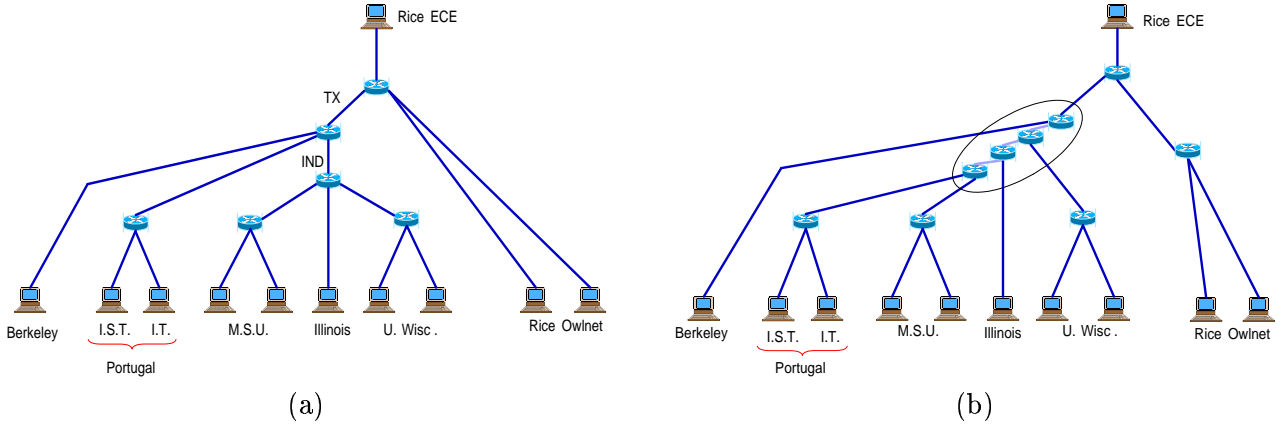 Rice ECE
TX
IND
Berkeley
I.S.T. I.T.
M.S.U.
Illinois
U. Wisc .
Rice Owlnet
Portugal
(a)
Rice ECE
Berkeley
I.S.T. I.T.
M.S.U.
Illinois
U. Wisc .
Rice Owlnet
Portugal
(b)